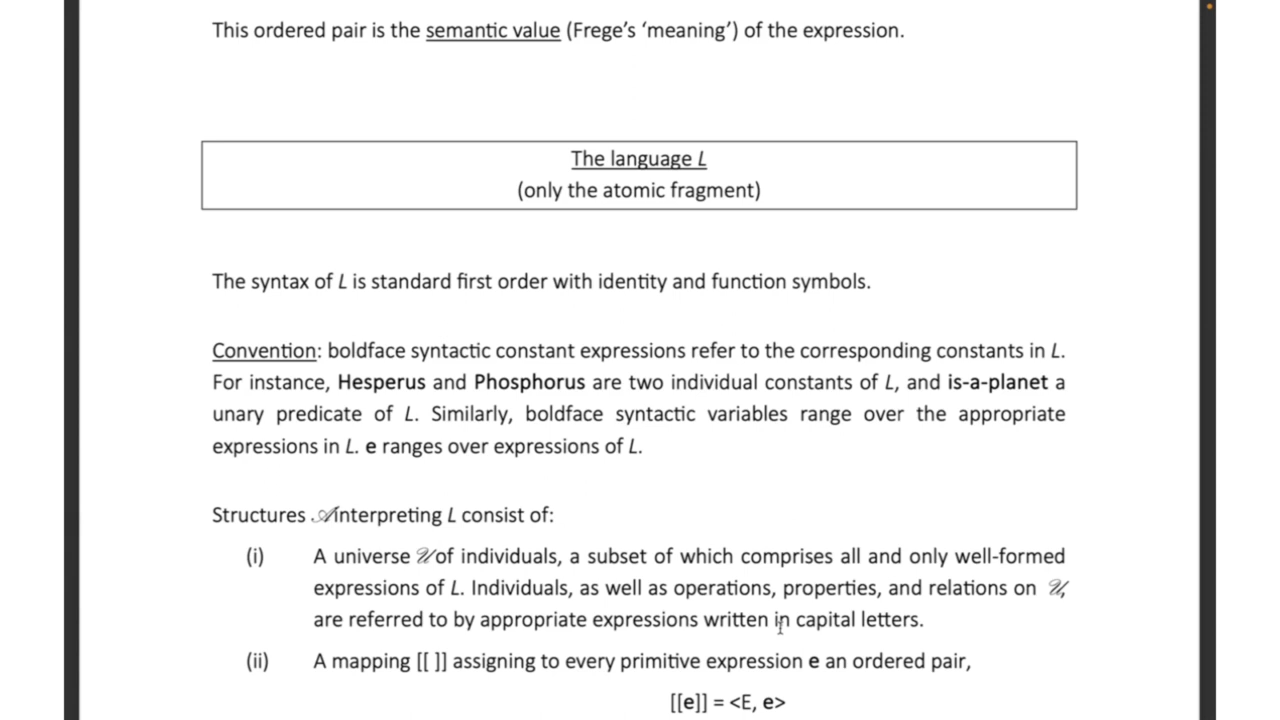 This ordered pair is the semantic value (Frege's 'meaning') of the expression.
The language L
(only the atomic fragment)
The syntax of L is standard first order with identity and function symbols.
Convention: boldface syntactic constant expressions refer to the corresponding constants in L.
For instance, Hesperus and Phosphorus are two individual constants of L, and is-a-planet a
unary predicate of L. Similarly, boldface syntactic variables range over the appropriate
expressions in L. e ranges over expressions of L.
Structures 𝒜 interpreting L consist of:
(i) A universe 𝒰 of individuals, a subset of which comprises all and only well-formed
expressions of L. Individuals, as well as operations, properties, and relations on 𝒰,
are referred to by appropriate expressions written in capital letters.
(ii) A mapping [[ ]] assigning to every primitive expression e an ordered pair,
[[e]] = <E, e>